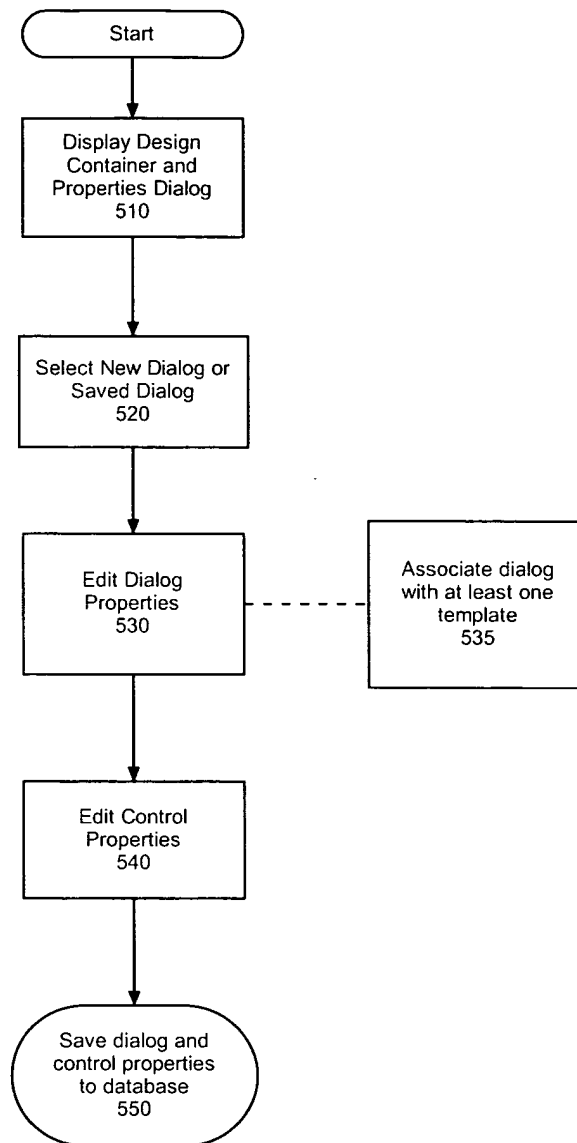 Start
Display Design
Container and
Properties Dialog
510
Select New Dialog or
Saved Dialog
520
Edit Dialog
Properties
530
Associate dialog
with at least one
template
535
Edit Control
Properties
540
Save dialog and
control properties
to database
550